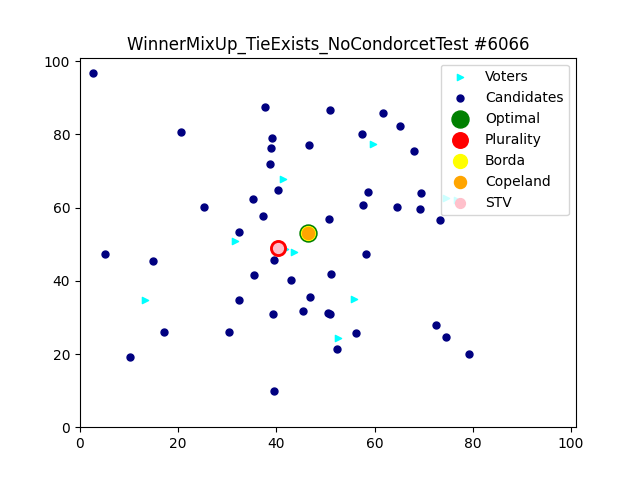 WinnerMixUp_TieExists_NoCondorcetTest #6066
100
80
60
40
20
0
0
20
40
60
80
100
Voters
Candidates
Optimal
Plurality
Borda
Copeland
STV